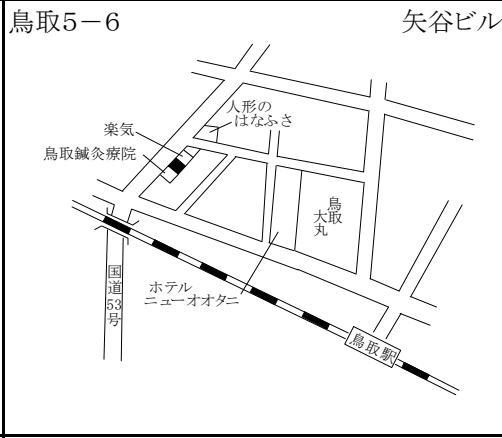 鳥取5－6
矢谷ビル
人形の
はなふさ
楽気
鳥取鍼灸療院
鳥取
大丸
国道53号
ホテル
ニューオオタニ
鳥取駅